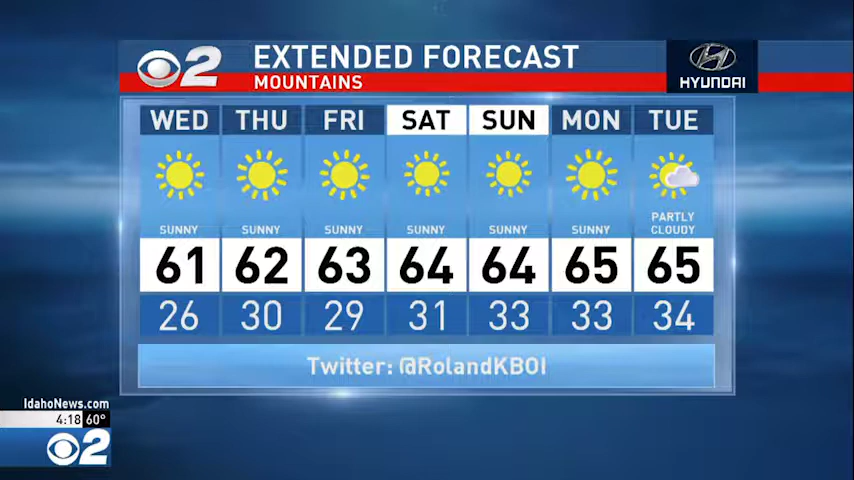 2
EXTENDED FORECAST
MOUNTAINS
HYUNDAI
WED THU FRI SAT SUN MON TUE
SUNNY SUNNY SUNNY SUNNY SUNNY SUNNY PARTLY
CLOUDY
61 62 63 64 64 65 65
26 30 29 31 33 33 34
Twitter: @RolandKBOI
IdahoNews.com
4:18 60°
2